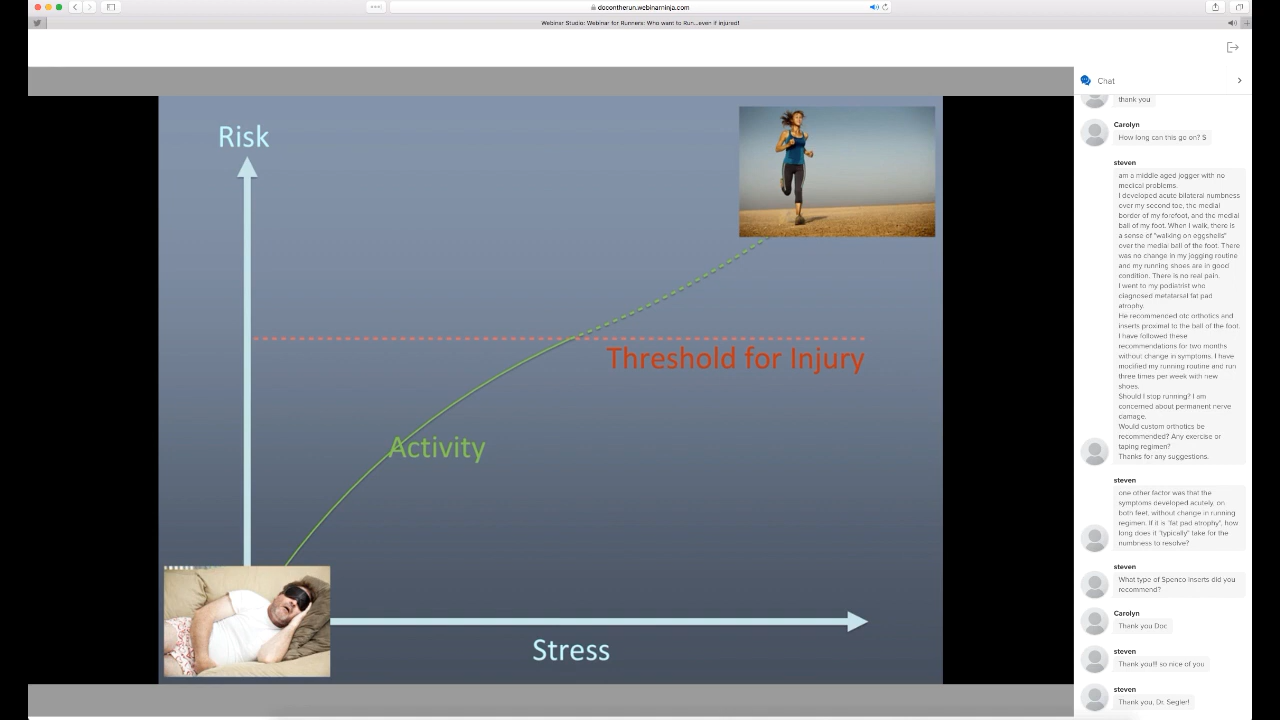 docontherun.webinarninja.com
Webinar Studio: Webinar for Runners: Who want to Run...even if injured!
Risk
Threshold for Injury
Activity
Stress
Chat
thank you
Carolyn
How long can this go on? S
steven
am a middle aged jogger with no
medical problems.
I developed acute bilateral numbness
over my second toe, the medial
border of my forefoot, and the medial
ball of my foot. When I walk, there is
a sense of "walking on eggshells"
over the medial ball of the foot. There
was no change in my jogging routine
and my running shoes are in good
condition. There is no real pain.
I went to my podiatrist who
diagnosed metatarsal fat pad
atrophy.
He recommended otc orthotics and
inserts proximal to the ball of the foot.
I have followed these
recommendations for two months
without change in symptoms. I have
modified my running routine and run
three times per week with new
shoes.
Should I stop running? I am
concerned about permanent nerve
damage.
Would custom orthotics be
recommended? Any exercise or
taping regimen?
Thanks for any suggestions.
steven
one other factor was that the
symptoms developed acutely, on
both feet, without change in running
regimen. If it is "fat pad atrophy", how
long does it "typically" take for the
numbness to resolve?
steven
What type of Spenco inserts did you
recommend?
Carolyn
Thank you Doc
steven
Thank you!!! so nice of you
steven
Thank you, Dr. Segler!